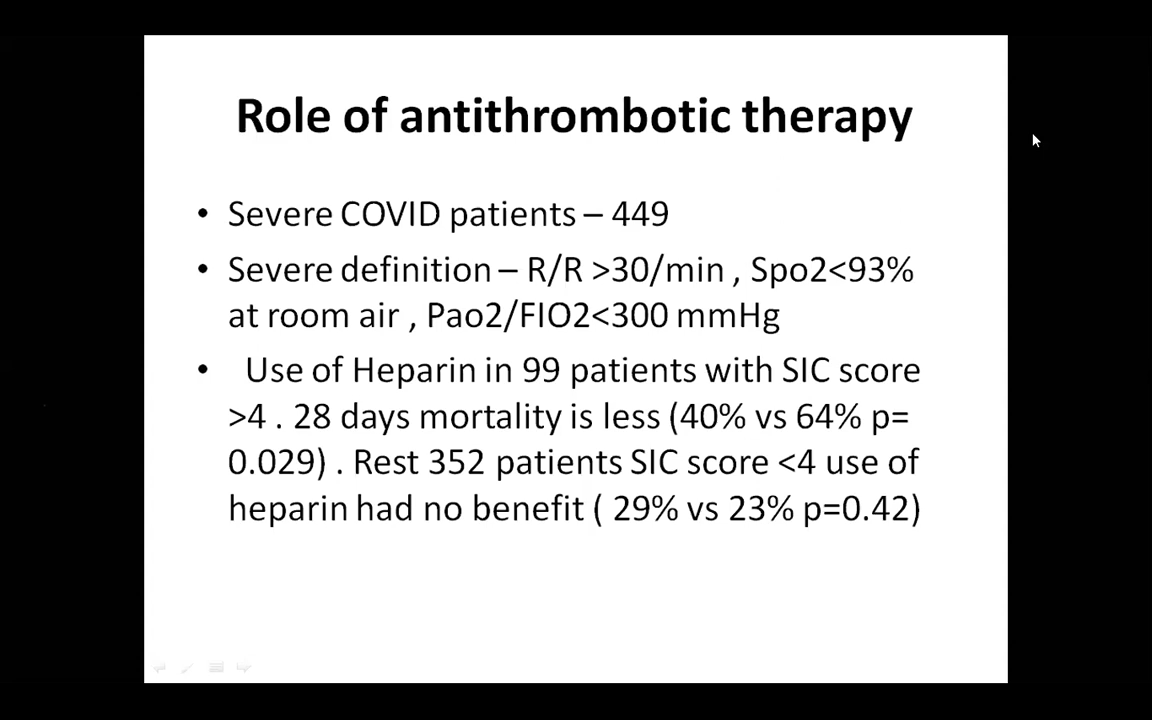 Role of antithrombotic therapy
• Severe COVID patients – 449
• Severe definition – R/R >30/min , Spo2<93%
at room air , Pao2/FIO2<300 mmHg
• Use of Heparin in 99 patients with SIC score
>4 . 28 days mortality is less (40% vs 64% p=
0.029) . Rest 352 patients SIC score <4 use of
heparin had no benefit ( 29% vs 23% p=0.42)